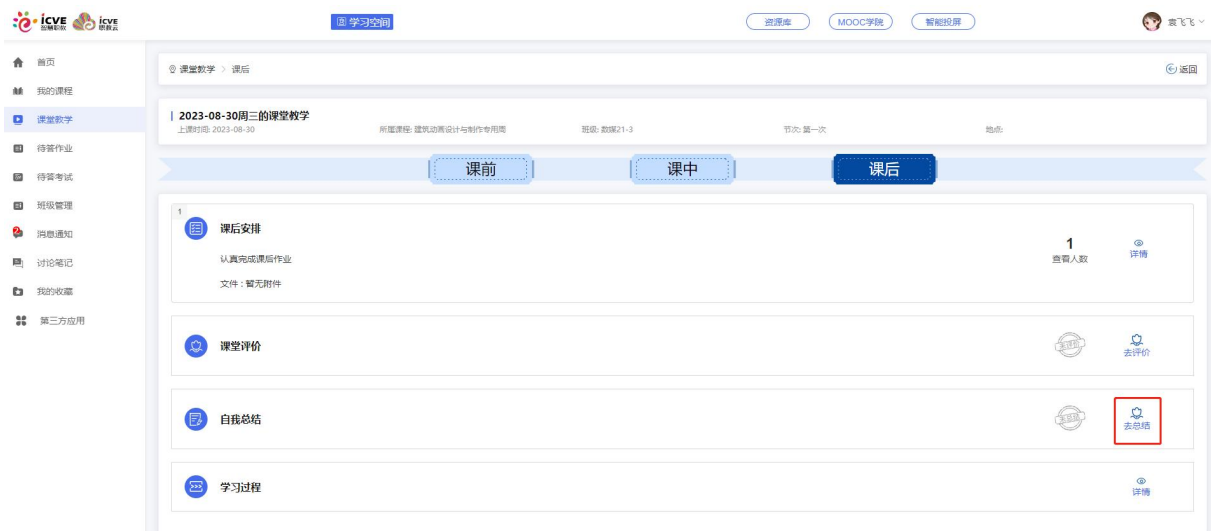 icve 智慧职教 icve 职教云
学习空间
资源库 MOOC学院 智能投屏
袁飞飞
首页
我的课程
课堂教学
待答作业
待答考试
班级管理
2
消息通知
讨论笔记
我的收藏
第三方应用
课堂教学 > 课后
返回
2023-08-30周三的课堂教学
上课时间: 2023-08-30 所属课程: 建筑动画设计与制作专用周 班级: 数媒21-3 节次: 第一次 地点:
课前 课中 课后
1
课后安排
认真完成课后作业
文件 : 暂无附件
1
查看人数
详情
课堂评价
未评价
去评价
自我总结
未总结
去总结
学习过程
详情